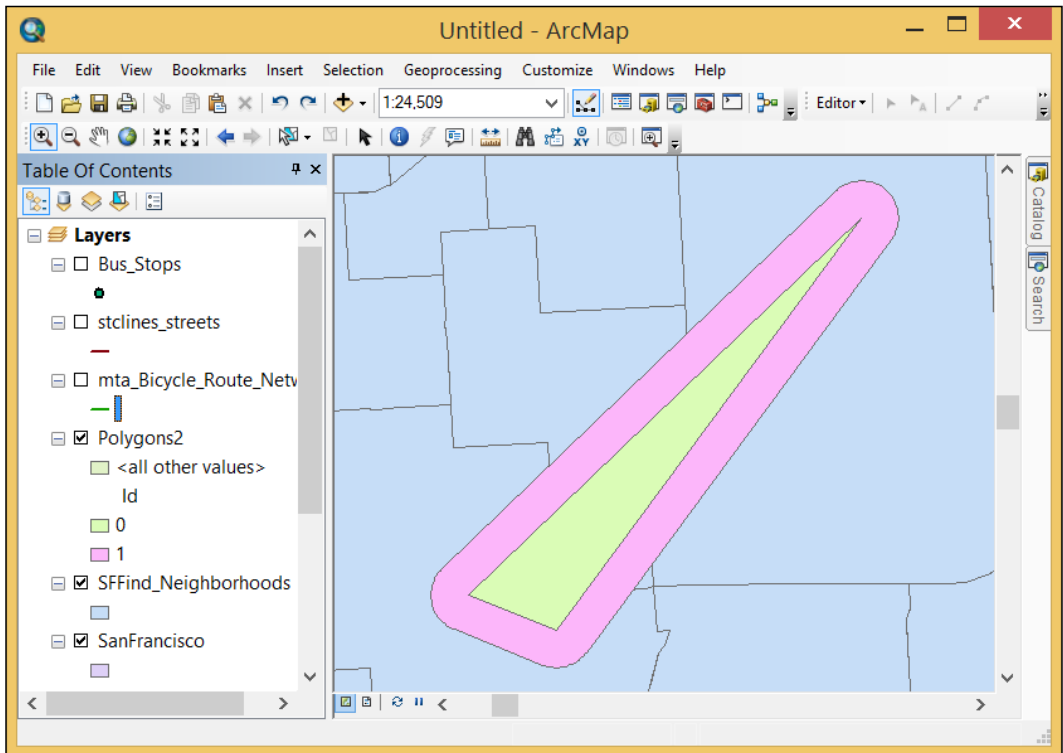 Untitled - ArcMap
File Edit View Bookmarks Insert Selection Geoprocessing Customize Windows Help
1:24,509 Editor
XY
Table Of Contents
Layers
Bus_Stops
stclines_streets
mta_Bicycle_Route_Netw
Polygons2
<all other values>
Id
0
1
SFFind_Neighborhoods
SanFrancisco
Catalog
Search